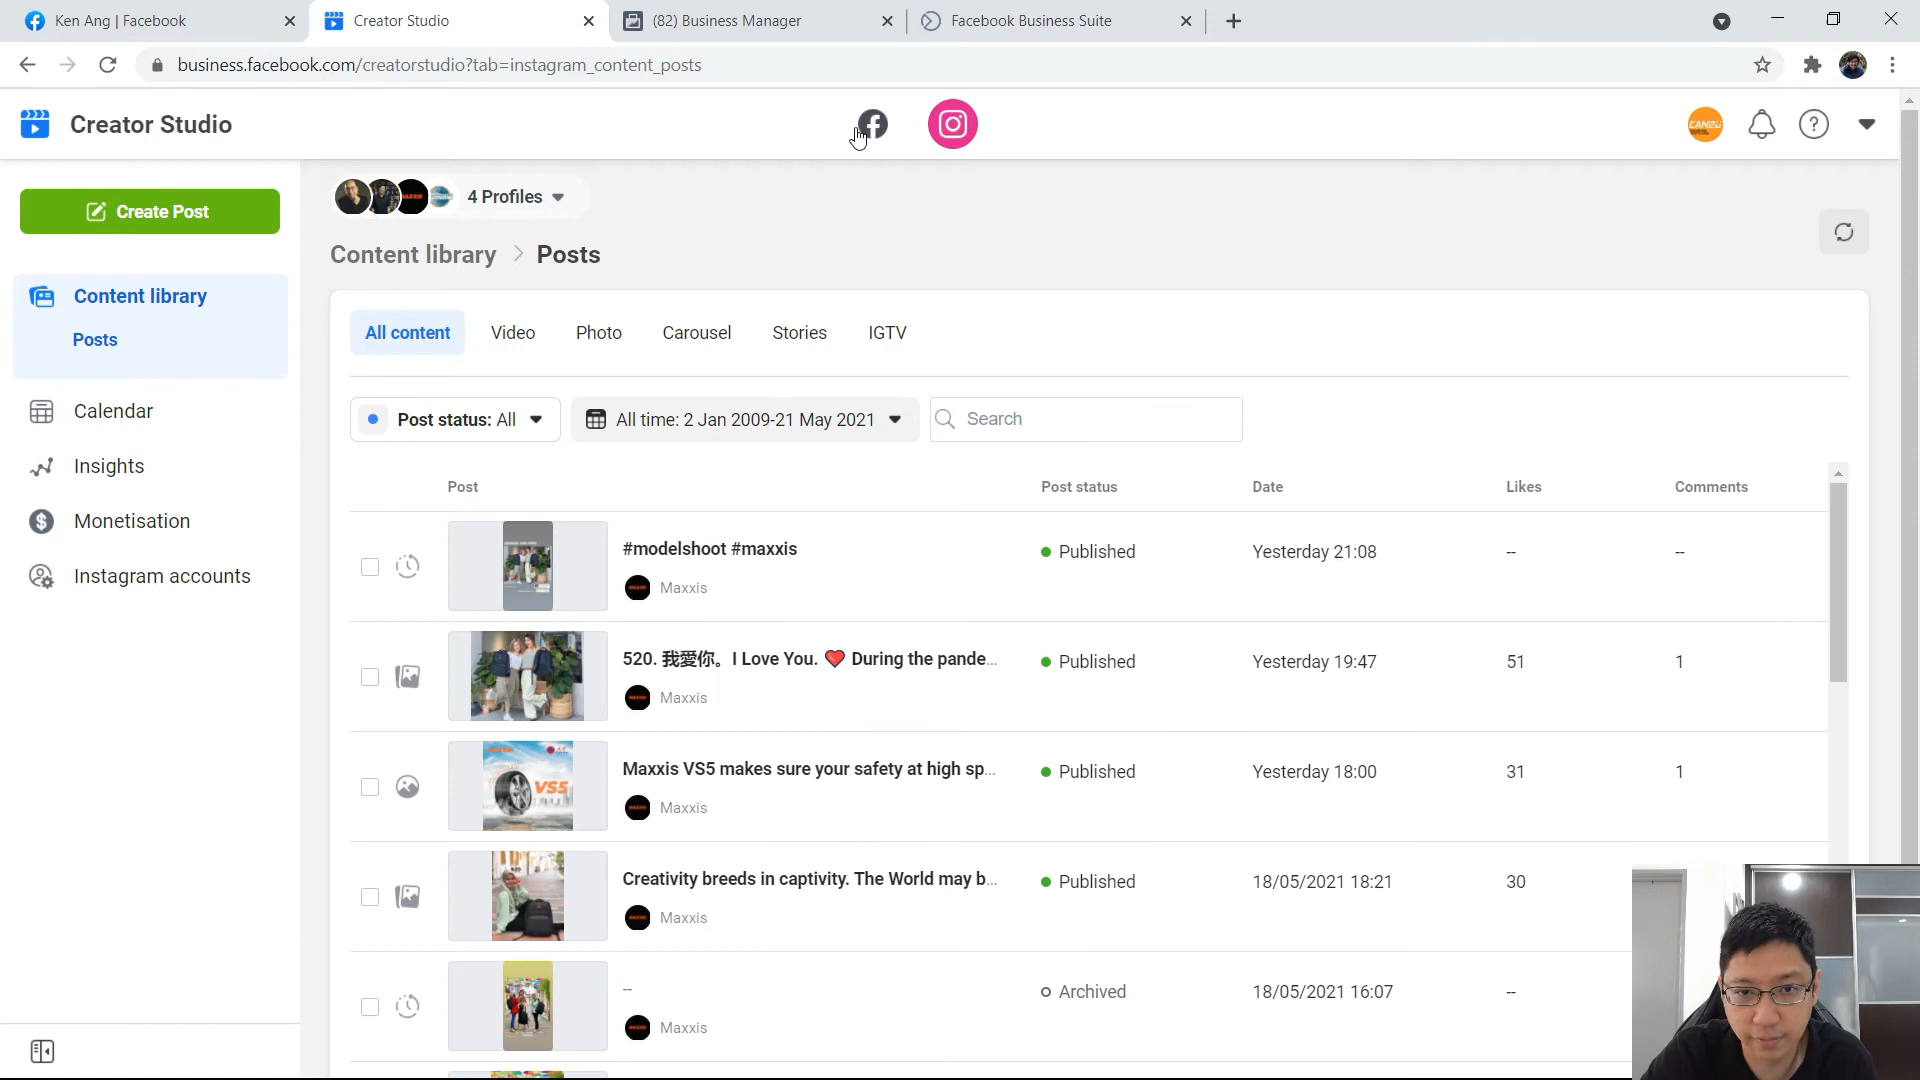 Ken Ang | Facebook
Creator Studio
(82) Business Manager
Facebook Business Suite
business.facebook.com/creatorstudio?tab=instagram_content_posts
Creator Studio
CAN2U
Create Post
4 Profiles
Content library
Posts
Content library
Posts
Calendar
Insights
Monetisation
Instagram accounts
All content
Video
Photo
Carousel
Stories
IGTV
Post status: All
All time: 2 Jan 2009-21 May 2021
Search
Post
Post status
Date
Likes
Comments
#modelshoot #maxxis
Maxxis
Published
Yesterday 21:08
--
--
520. 我愛你。I Love You. ❤️ During the pande...
Maxxis
Published
Yesterday 19:47
51
1
VS5
Maxxis VS5 makes sure your safety at high sp...
Maxxis
Published
Yesterday 18:00
31
1
Creativity breeds in captivity. The World may b...
Maxxis
Published
18/05/2021 18:21
30
--
Maxxis
Archived
18/05/2021 16:07
--